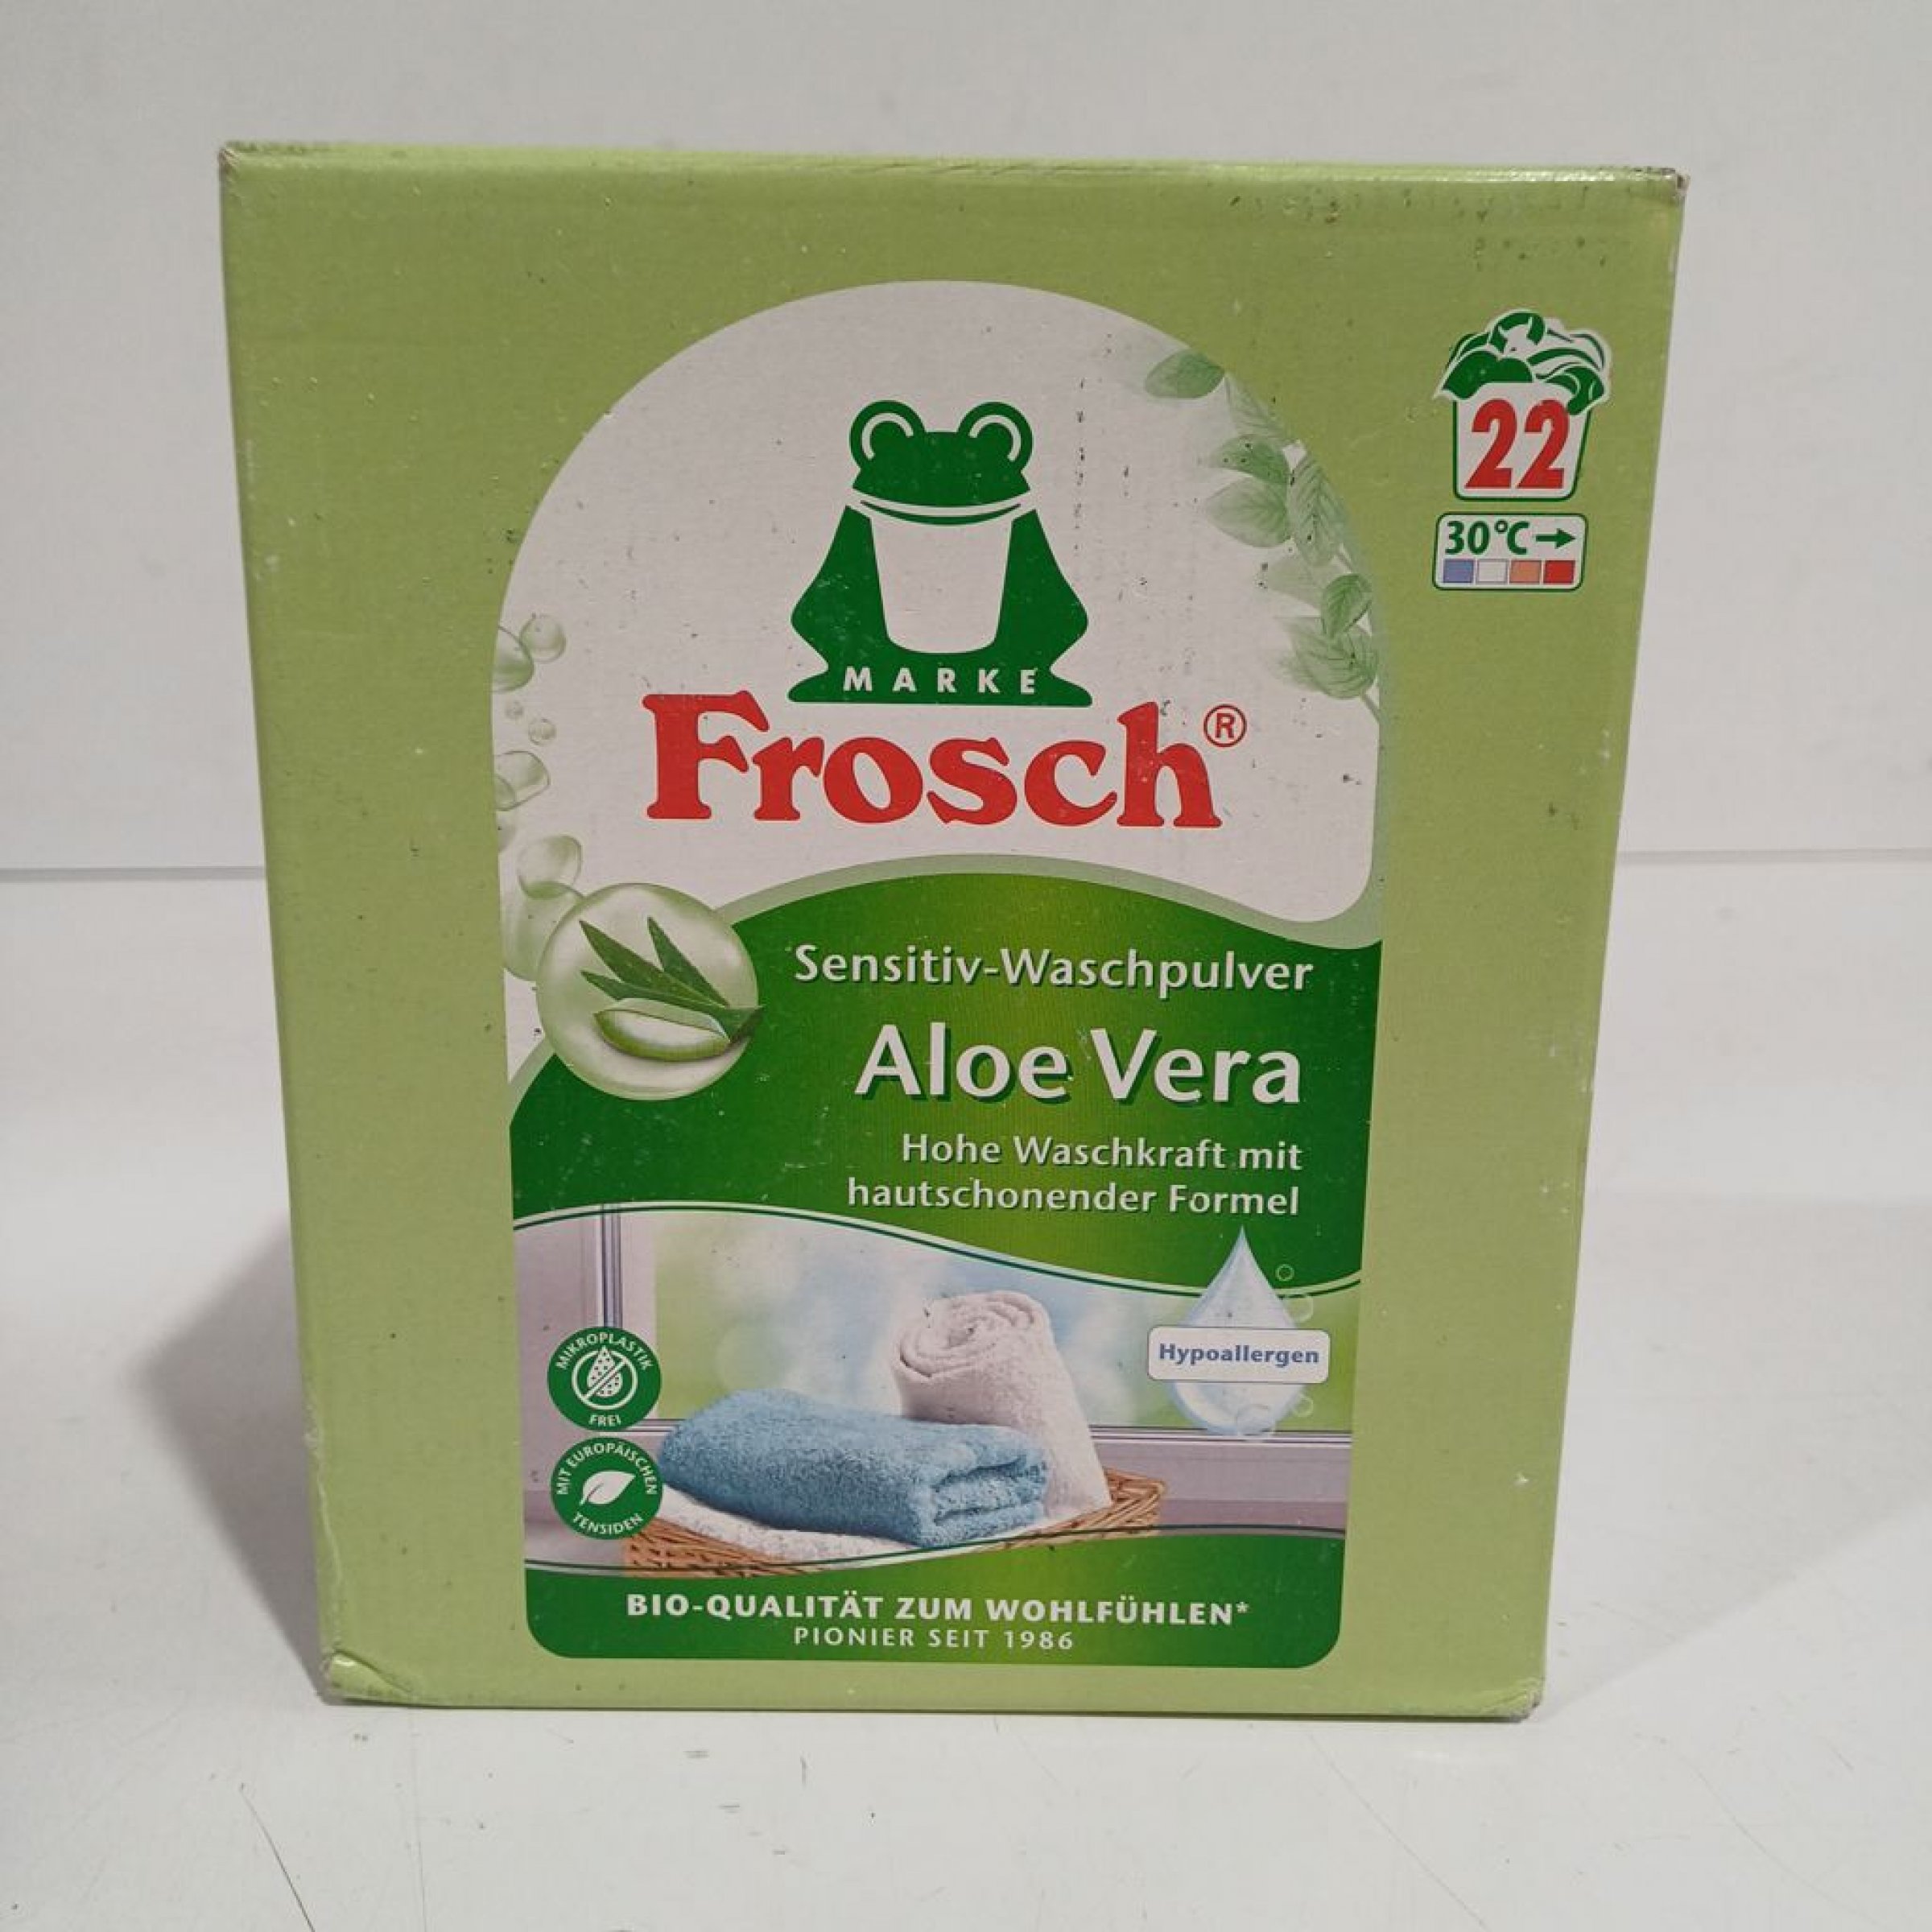 22
30°C→
MARKE
Frosch®
Sensitiv-Waschpulver
Aloe Vera
Hohe Waschkraft mit
hautschonender Formel
Hypoallergen
MIKROPLASTIK
FREI
MIT EUROPÄISCHEN
TENSIDEN
BIO-QUALITÄT ZUM WOHLFÜHLEN*
PIONIER SEIT 1986